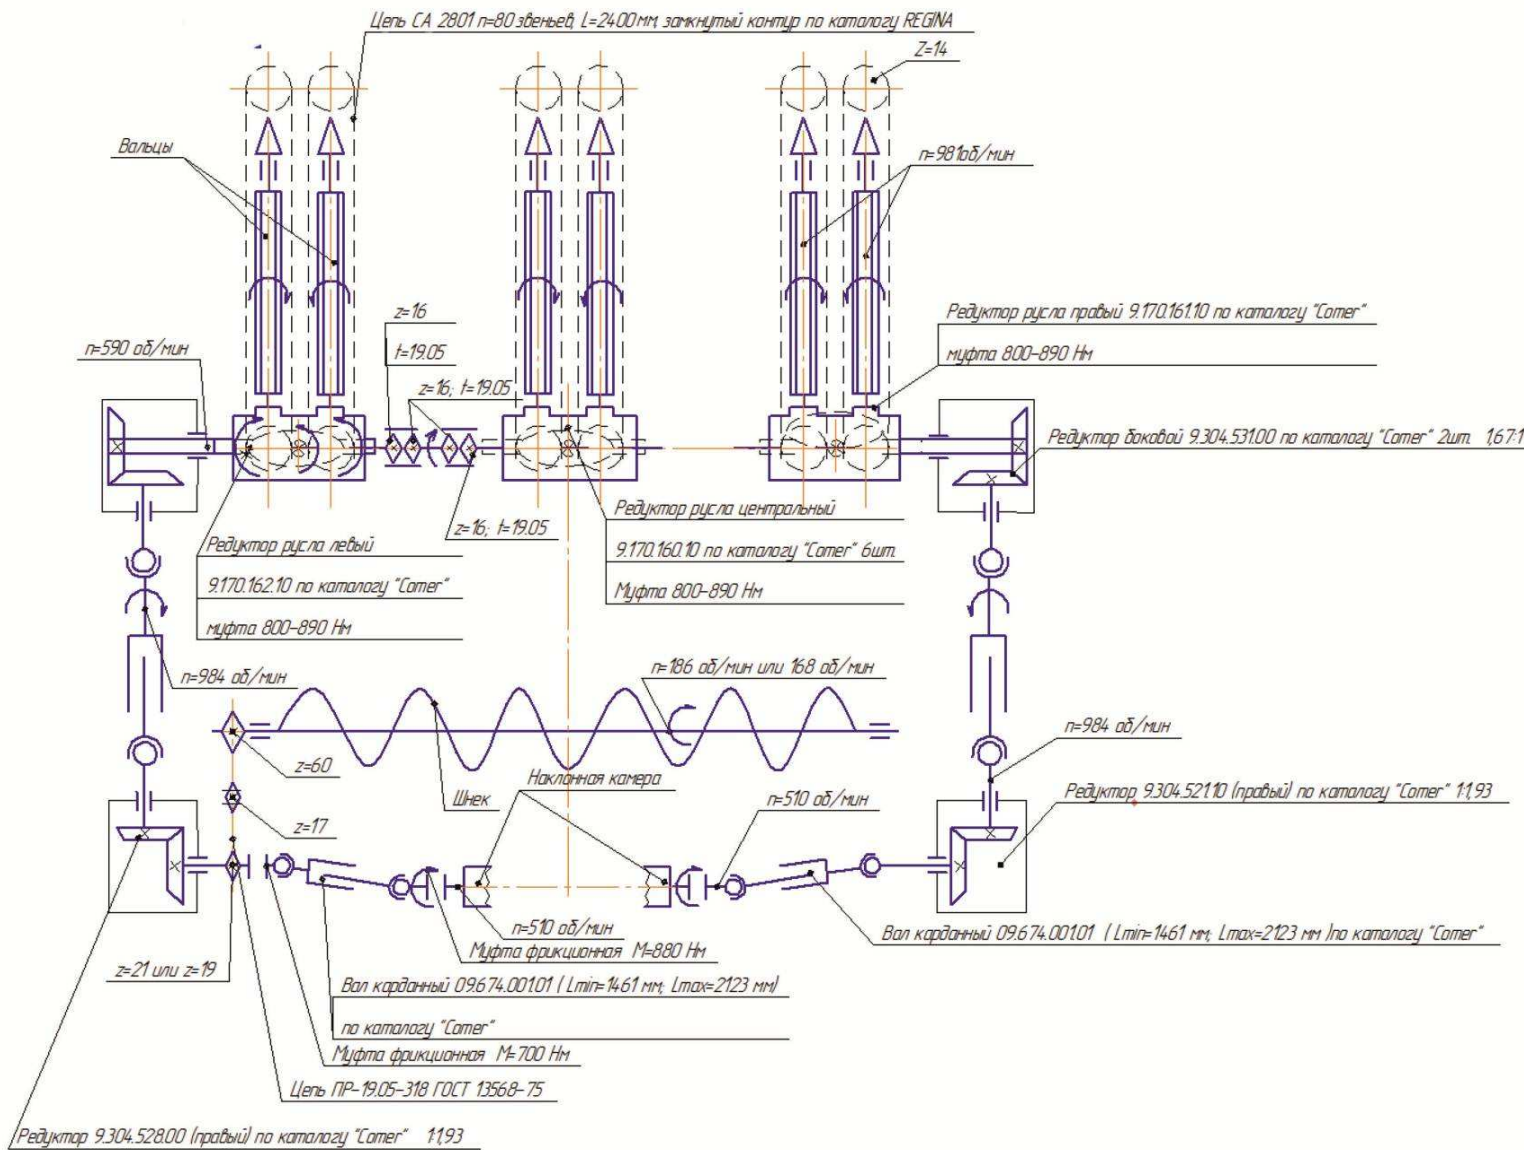 Цепь СА 2801 n=80 звеньев, L=2400 мм, замкнутый контур по каталогу REGINA
Z=14
Вальцы
n=981об/мин
z=16
t=19.05
z=16; t=19.05
n=590 об/мин
Редуктор русла правый 9.170.161.10 по каталогу "Comer"
муфта 800-890 Нм
Редуктор боковой 9.304.531.00 по каталогу "Comer" 2шт. 1,67:1
z=16; t=19.05
Редуктор русла левый
9.170.162.10 по каталогу "Comer"
муфта 800-890 Нм
Редуктор русла центральный
9.170.160.10 по каталогу "Comer" 6шт.
Муфта 800-890 Нм
n=984 об/мин
n=186 об/мин или 168 об/мин
n=984 об/мин
z=60
Шнек
Наклонная камера
n=510 об/мин
Редуктор 9.304.521.10 (правый) по каталогу "Comer" 1:1,93
z=17
n=510 об/мин
Муфта фрикционная М=880 Нм
Вал карданный 09.674.001.01 ( Lmin=1461 мм; Lmax=2123 мм )по каталогу "Comer"
z=21 или z=19
Вал карданный 09.674.001.01 ( Lmin=1461 мм; Lmax=2123 мм)
по каталогу "Comer"
Муфта фрикционная М=700 Нм
Цепь ПР-19.05-318 ГОСТ 13568-75
Редуктор 9.304.528.00 (правый) по каталогу "Comer" 1:1,93